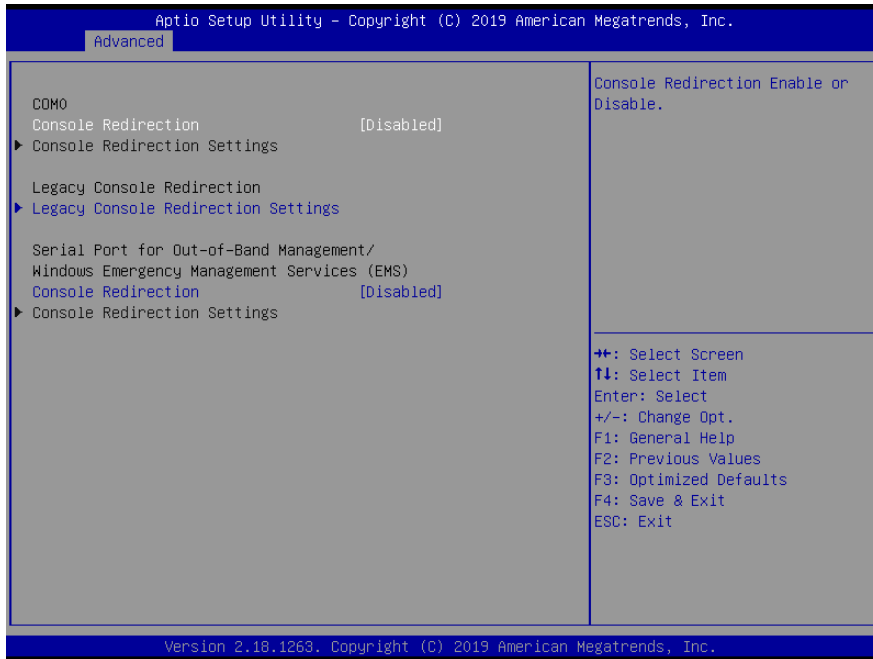 Aptio Setup Utility – Copyright (C) 2019 American Megatrends, Inc.
Advanced
COM0
Console Redirection [Disabled]
Console Redirection Settings
Legacy Console Redirection
Legacy Console Redirection Settings
Serial Port for Out–of–Band Management/
Windows Emergency Management Services (EMS)
Console Redirection [Disabled]
Console Redirection Settings
Console Redirection Enable or
Disable.
→←: Select Screen
↑↓: Select Item
Enter: Select
+/–: Change Opt.
F1: General Help
F2: Previous Values
F3: Optimized Defaults
F4: Save & Exit
ESC: Exit
Version 2.18.1263. Copyright (C) 2019 American Megatrends, Inc.